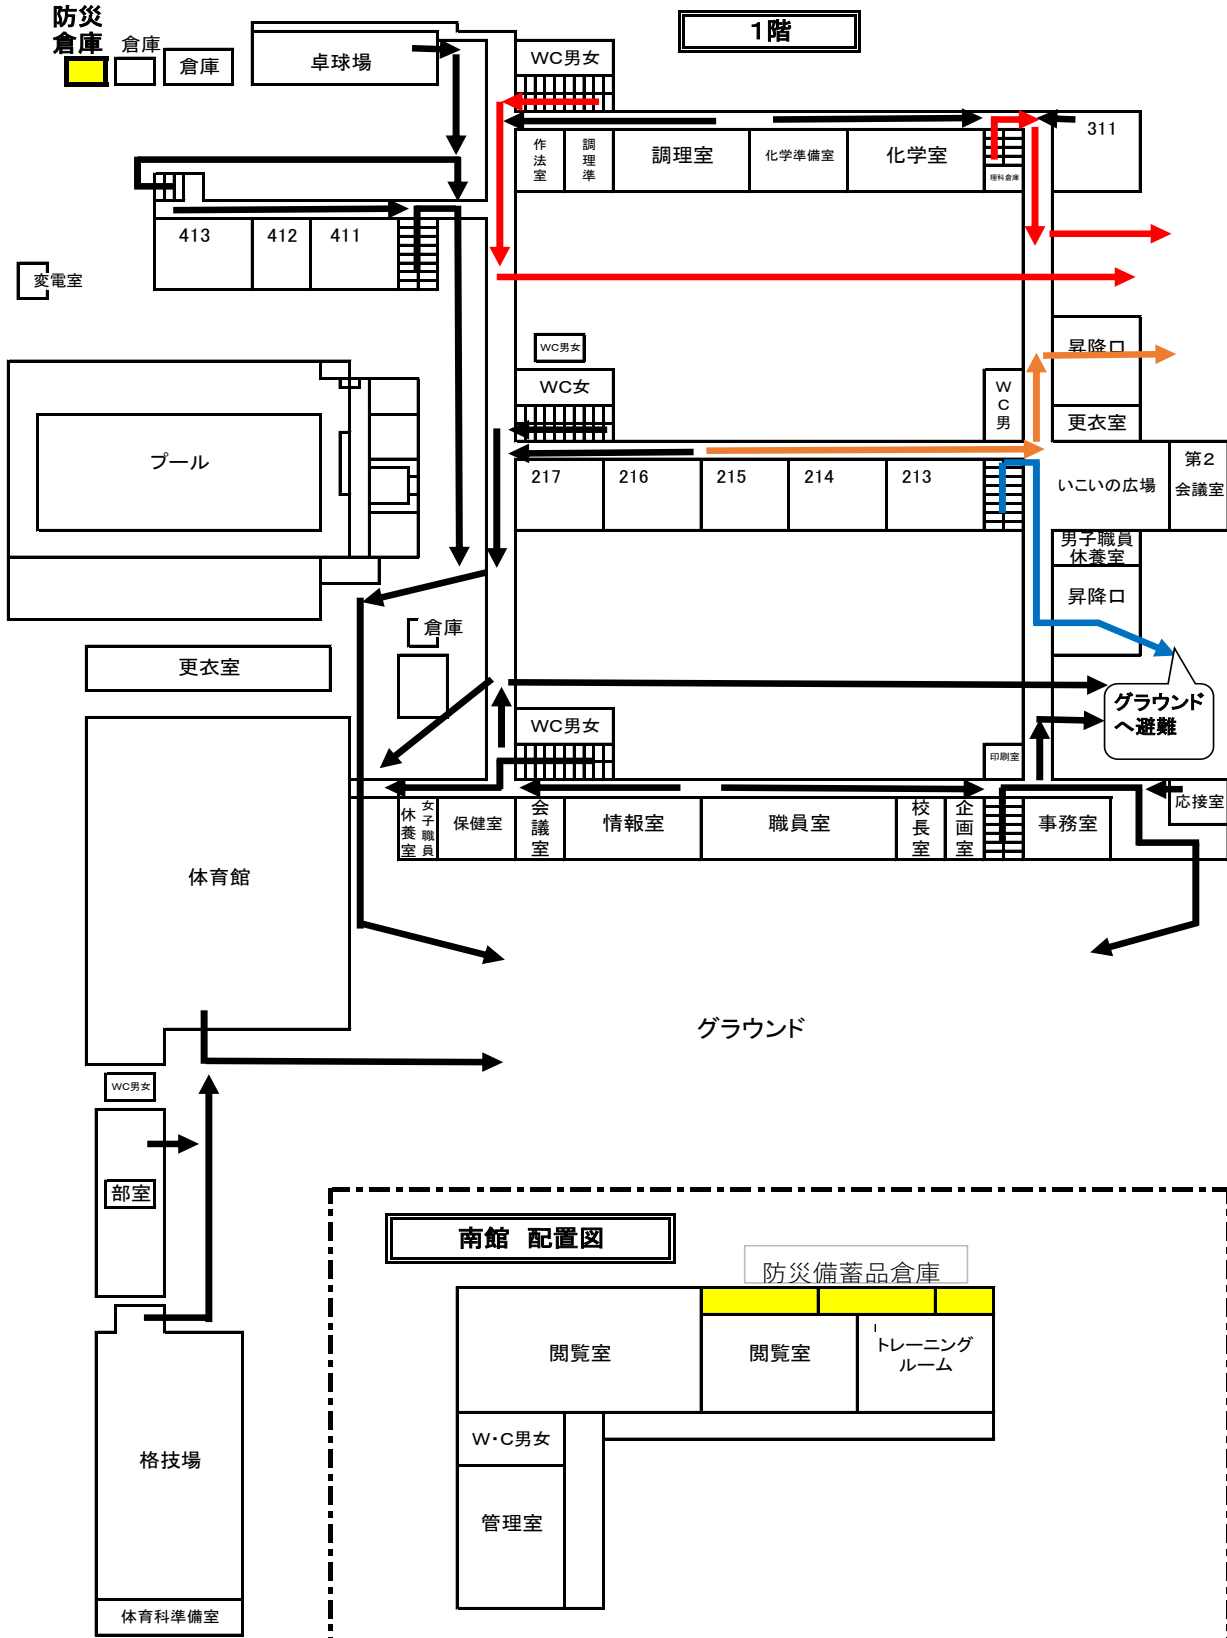 防災
倉庫
倉庫
倉庫
卓球場
WC男女
1階
作法室
調理準
調理室
化学準備室
化学室
理科倉庫
311
413
412
411
変電室
WC男女
WC女
WC男
昇降口
更衣室
プール
217
216
215
214
213
いこいの広場
第2
会議室
男子職員
休養室
昇降口
倉庫
更衣室
グラウンド
へ避難
WC男女
印刷室
休養室
女子職員
保健室
会議室
情報室
職員室
校長室
企画室
事務室
応接室
体育館
グラウンド
WC男女
部室
南館 配置図
防災備蓄品倉庫
閲覧室
閲覧室
トレーニング
ルーム
W・C男女
格技場
管理室
体育科準備室